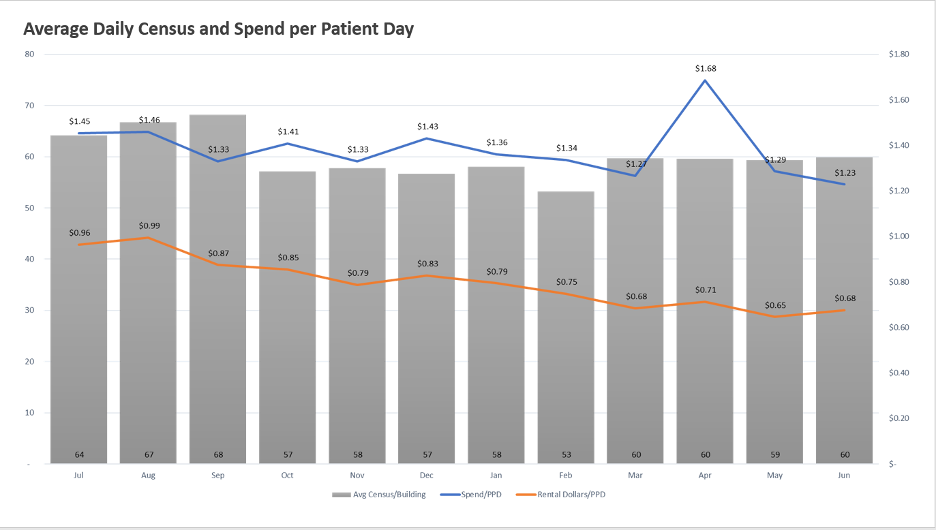 Average Daily Census and Spend per Patient Day
80 $1.80
$1.68
70 $1.60
$1.45 $1.46 $1.33 $1.41 $1.33 $1.43 $1.36 $1.34 $1.27 $1.29 $1.23
60 $1.40
$1.20
50
$0.96 $0.99 $0.87 $0.85 $0.79 $0.83 $0.79 $0.75 $0.68 $0.71 $0.65 $0.68
$1.00
40
$0.80
30
$0.60
20
$0.40
10
$0.20
64 67 68 57 58 57 58 53 60 60 59 60
- $-
Jul Aug Sep Oct Nov Dec Jan Feb Mar Apr May Jun
Avg Census/Building Spend/PPD Rental Dollars/PPD